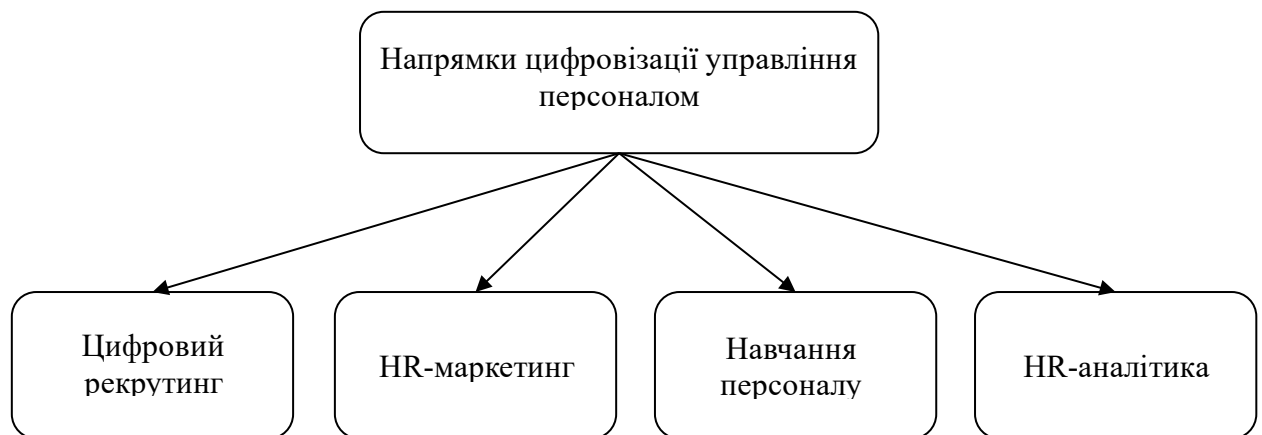 Напрямки цифровізації управління
персоналом
Цифровий
рекрутинг
HR-маркетинг
Навчання
персоналу
HR-аналітика